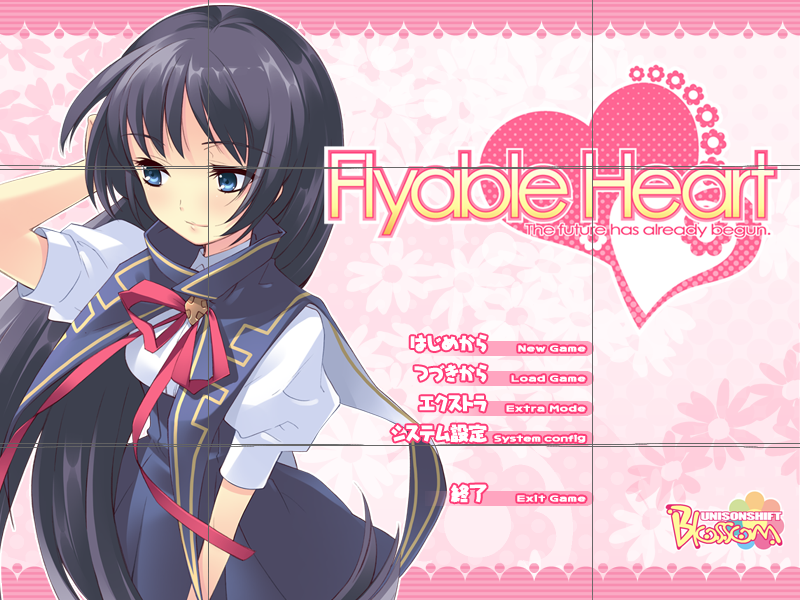 Flyable Heart
The future has already begun.
はじめから New Game
つづきから Load Game
エクストラ Extra Mode
システム設定 System config
終了 Exit Game
UNISONSHIFT
Blossom